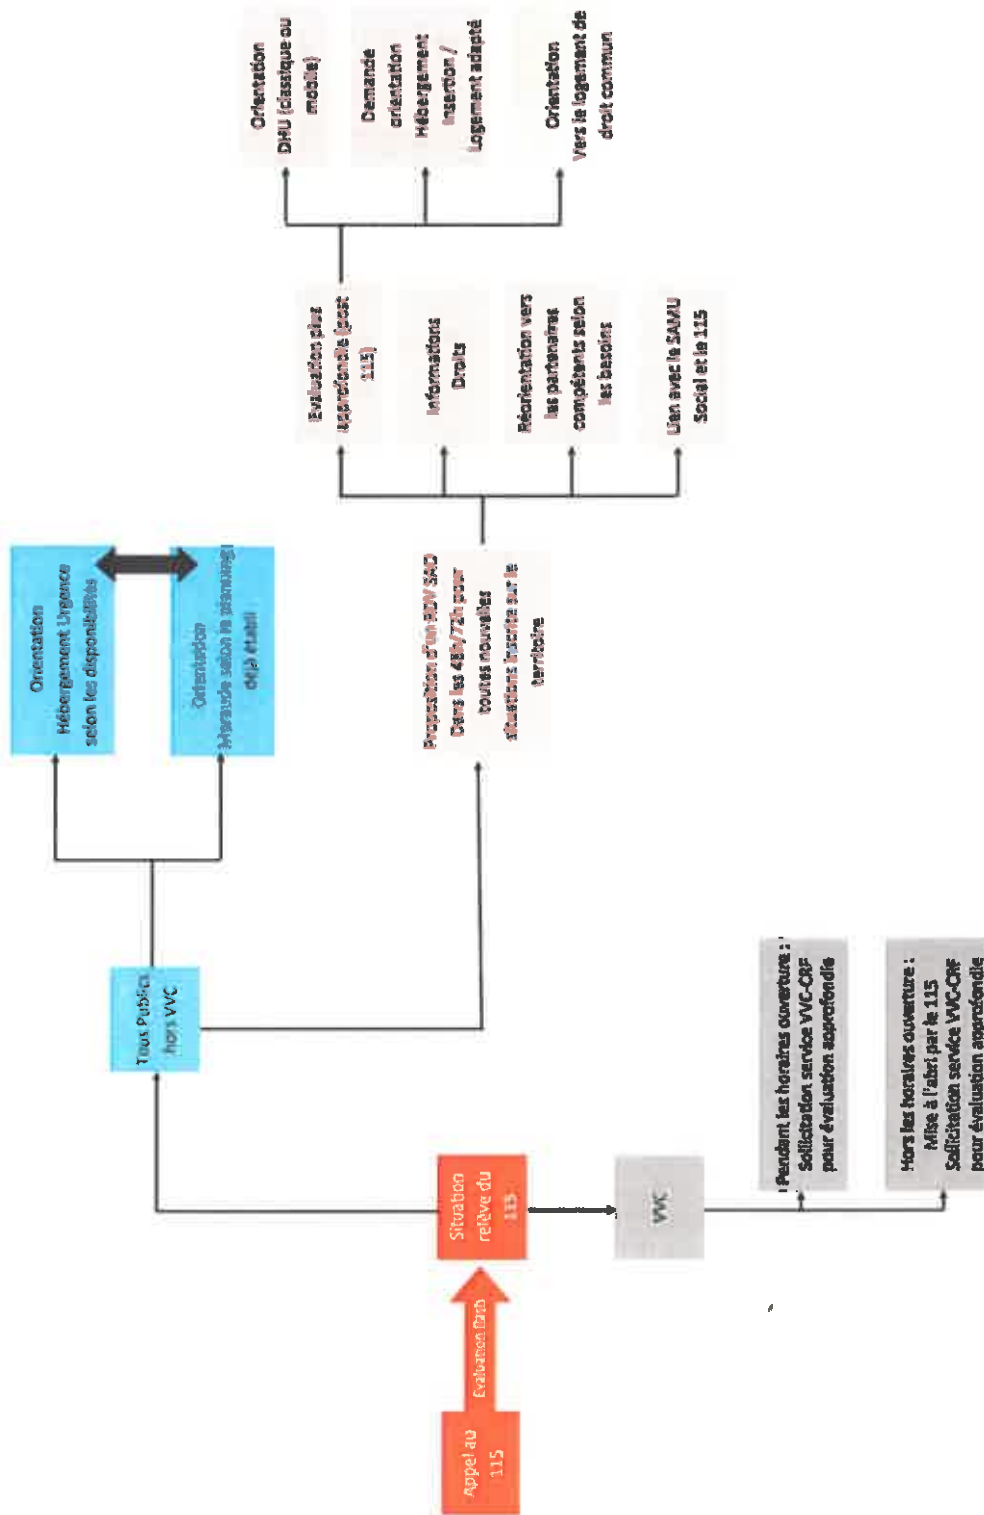 Appel au
115
Evaluation flash
Situation
relève du
115
Tous Publics
hors VVC
Orientation
Hébergement Urgence
selon les disponibilités
Orientation
Maraude selon le planning
déjà établi
VVC
Pendant les horaires ouverture :
Sollicitation service VVC-CRF
pour évaluation approfondie
Hors les horaires ouverture :
Mise à l'abri par le 115
Sollicitation service VVC-CRF
pour évaluation approfondie
Proposition d'un RDV SAO
Dans les 48h/72h pour
toutes nouvelles
situations inscrite sur le
territoire
Evaluation plus
approfondie (post
115)
Informations
Droits
Réorientation vers
les partenaires
compétents selon
les besoins
Lien avec le SAMU
Social et le 115
Orientation
DHU (classique ou
mobile)
Demande
orientation
Hébergement
Insertion /
Logement adapté
Orientation
Vers le logement de
droit commun